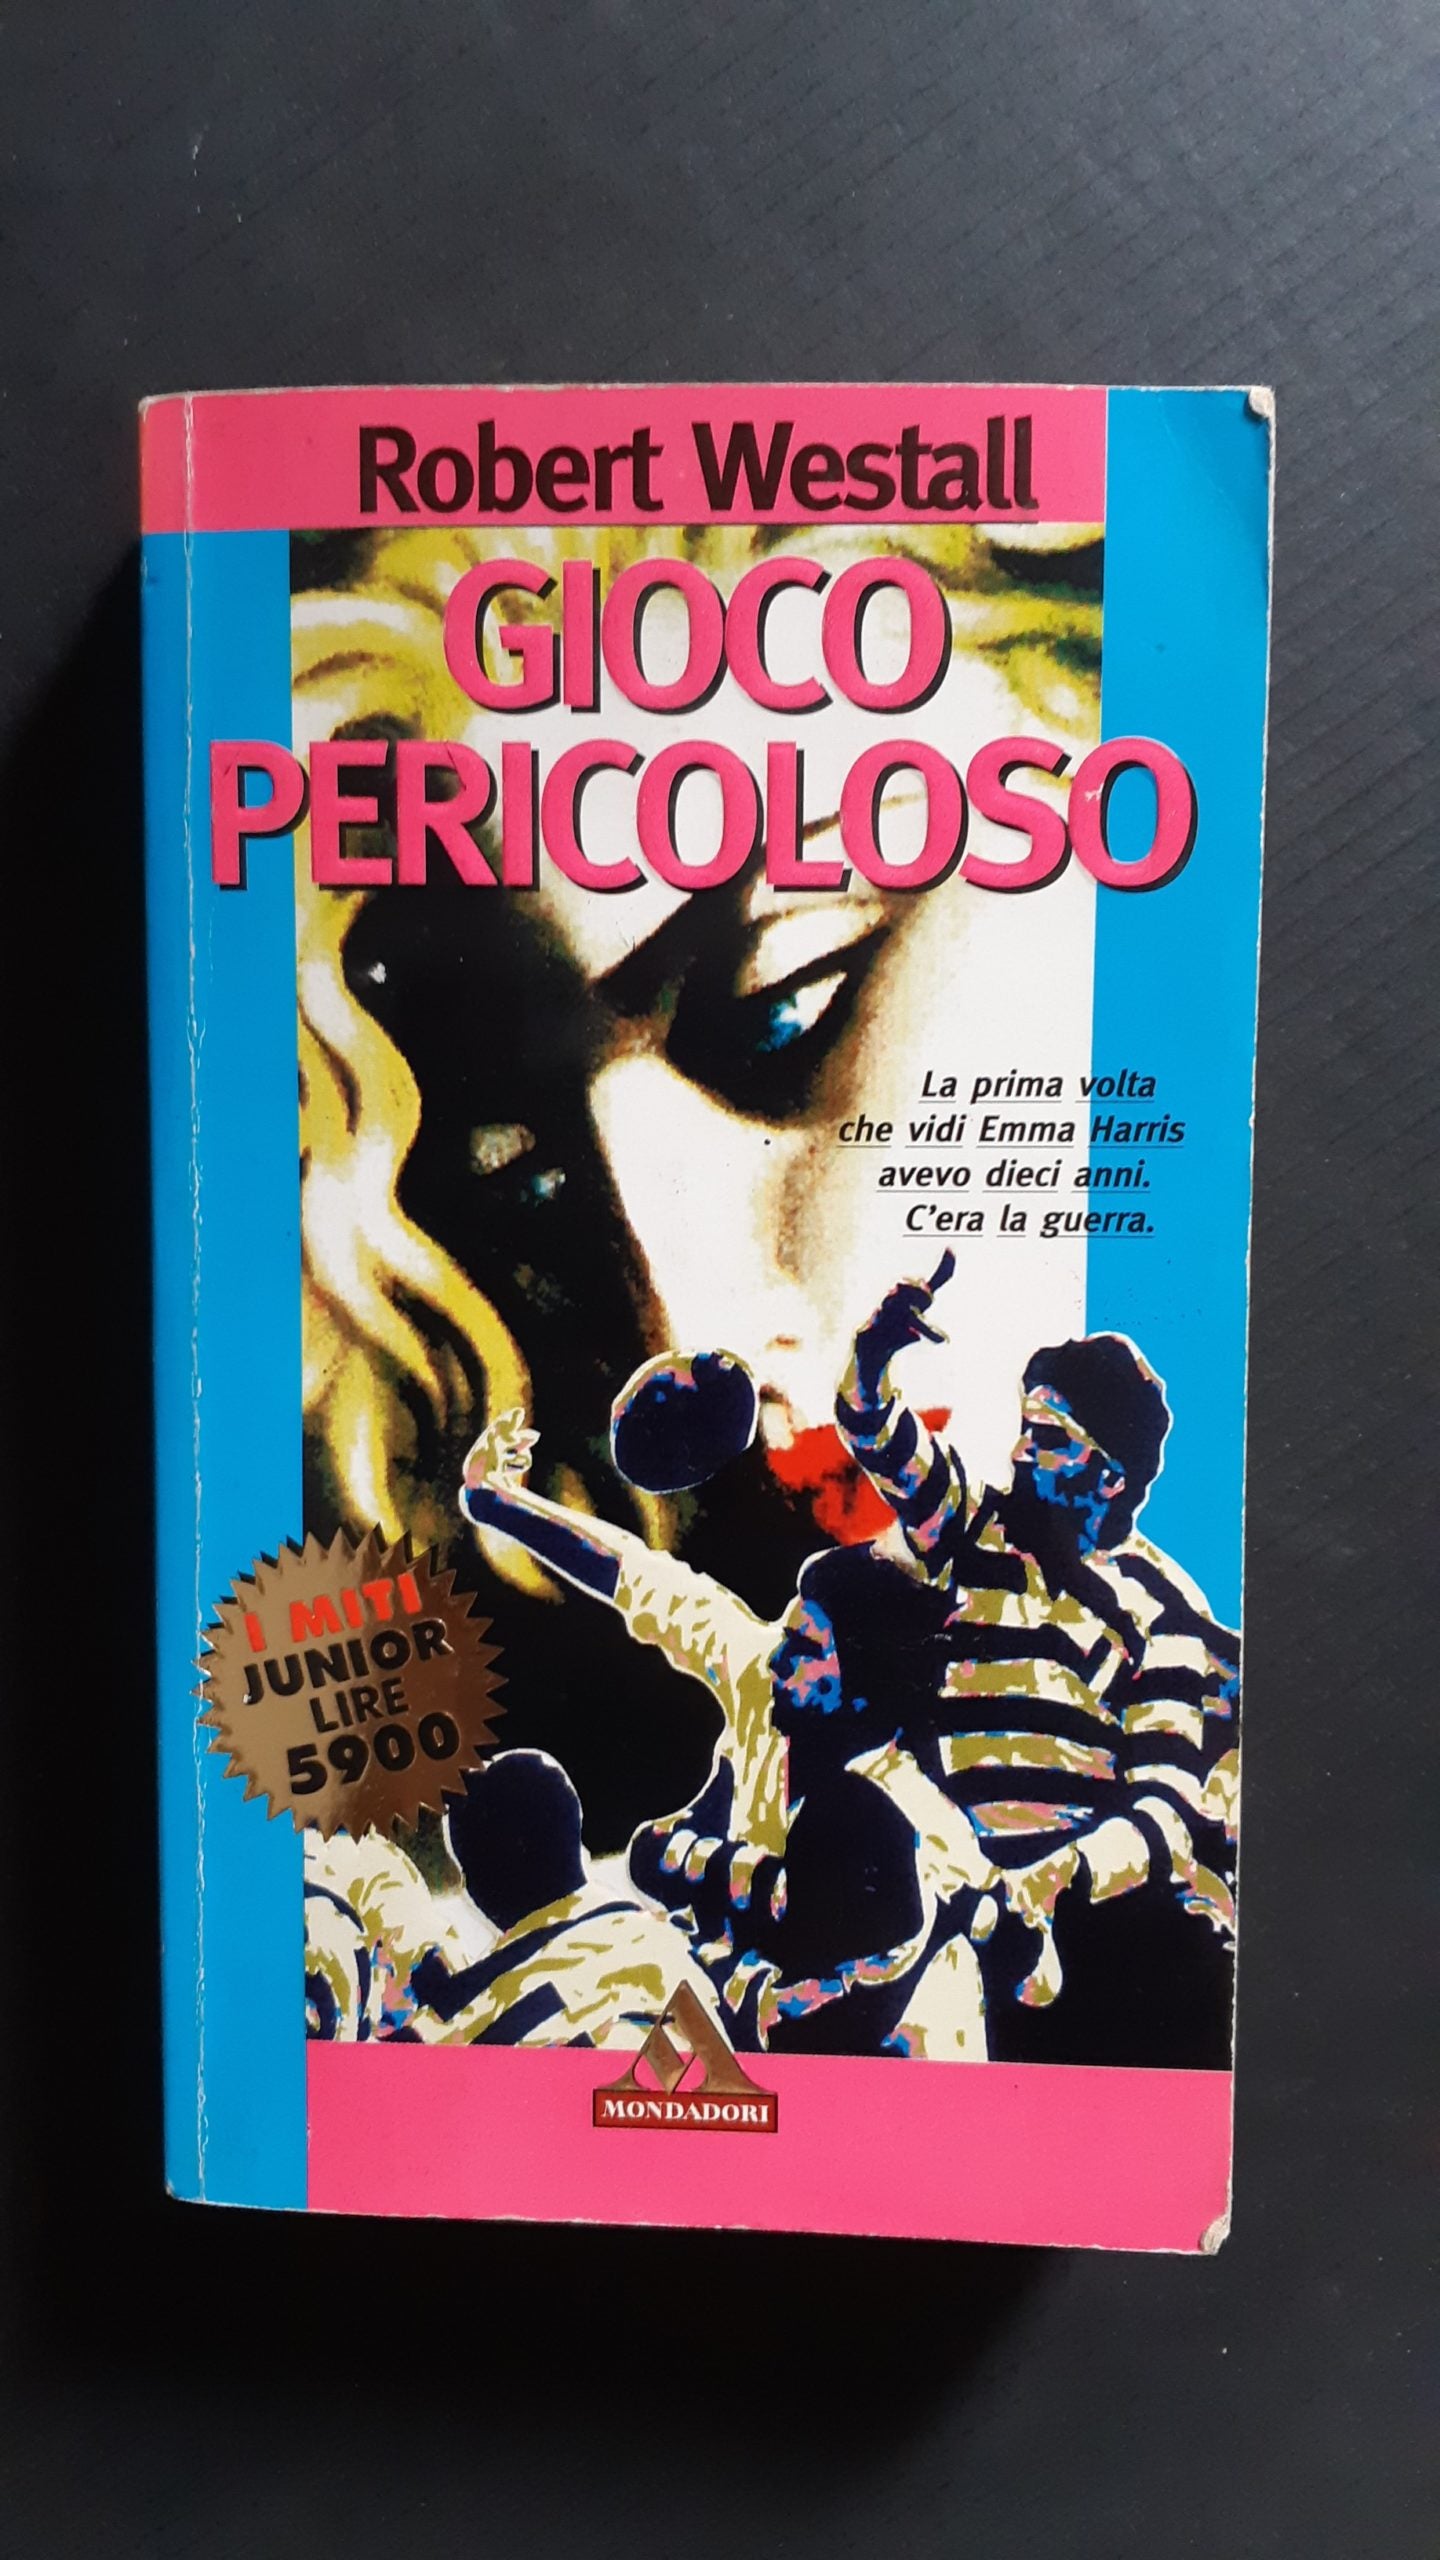 Robert Westall
GIOCO
PERICOLOSO
La prima volta
che vidi Emma Harris
avevo dieci anni.
C'era la guerra.
I MITI
JUNIOR
LIRE
5900
MONDADORI